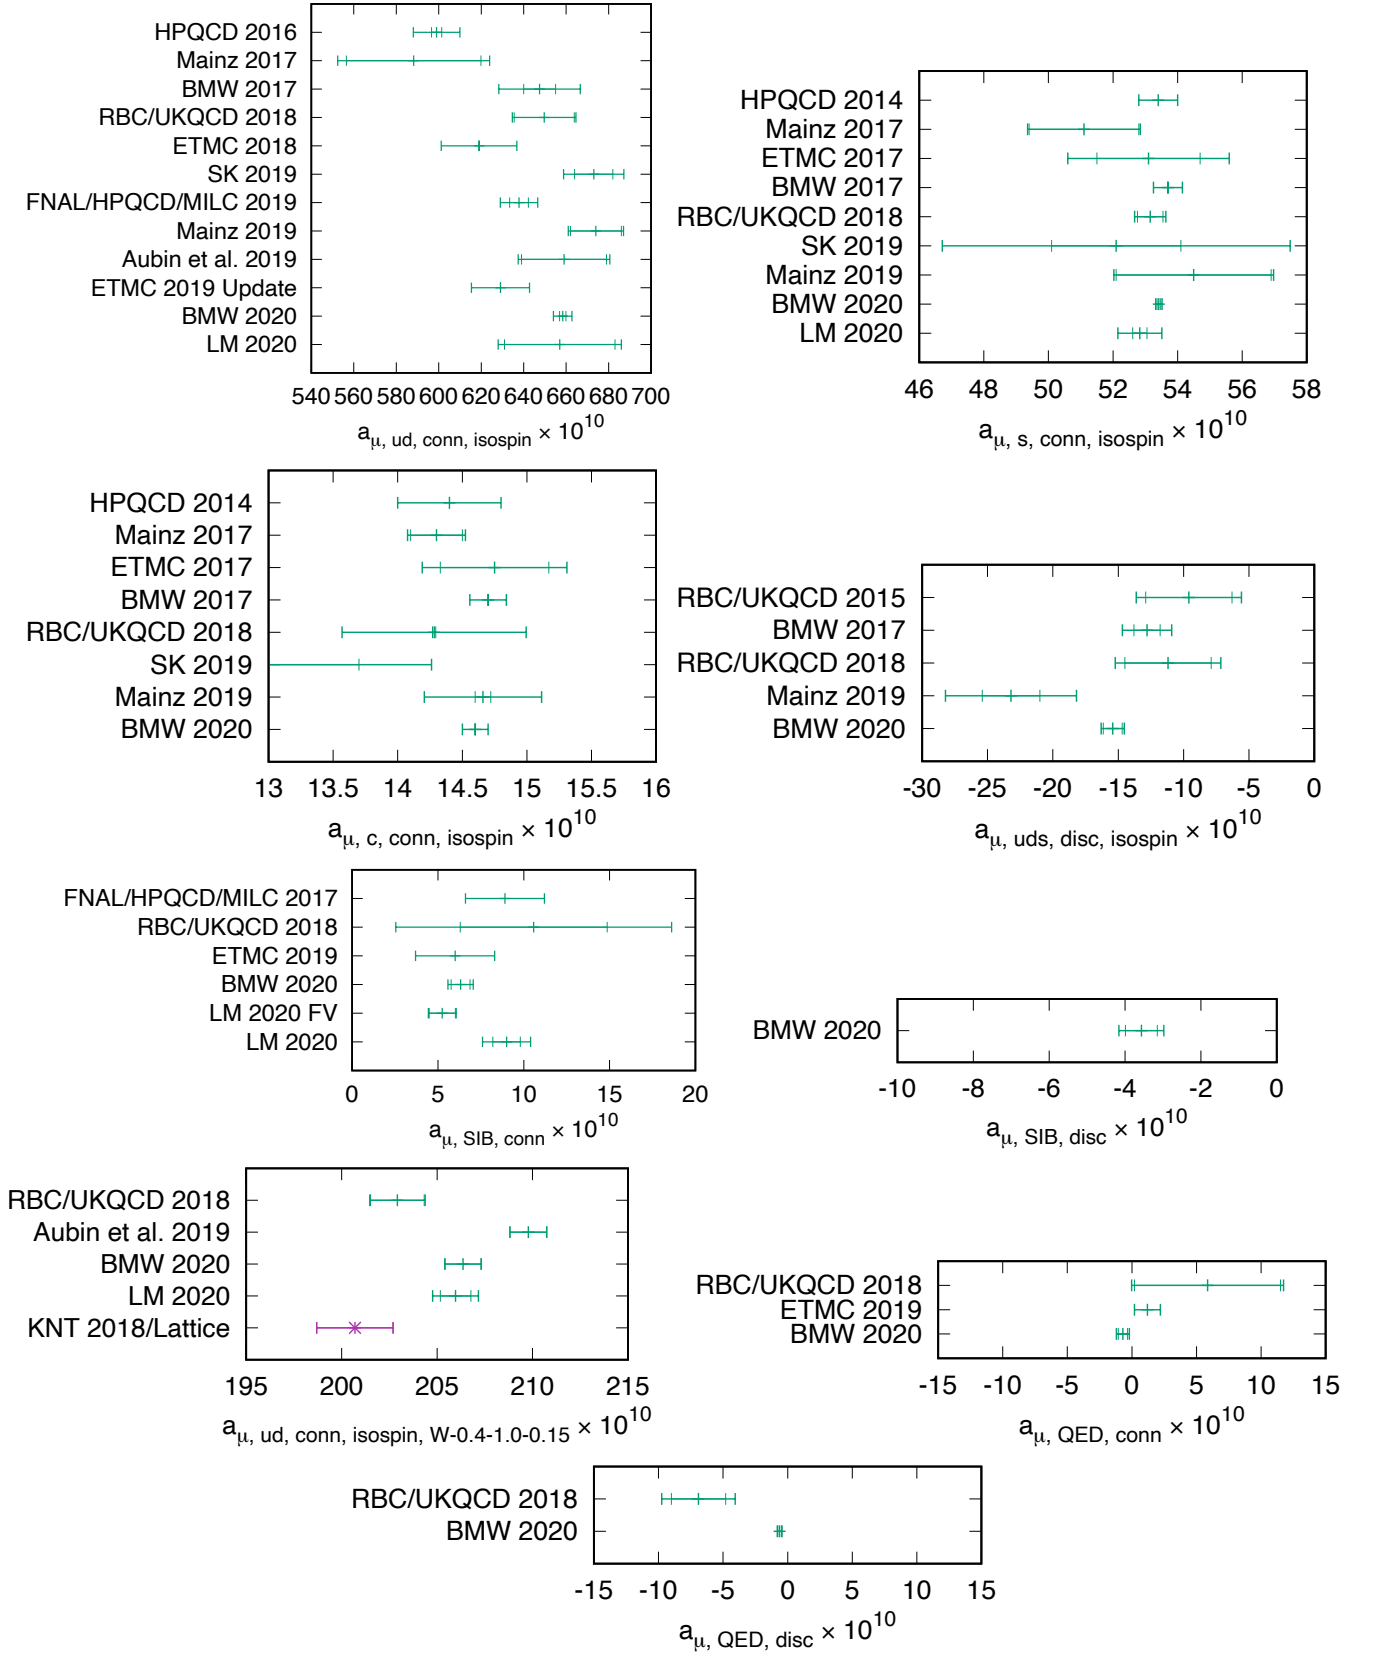 HPQCD 2016
Mainz 2017
BMW 2017
RBC/UKQCD 2018
ETMC 2018
SK 2019
FNAL/HPQCD/MILC 2019
Mainz 2019
Aubin et al. 2019
ETMC 2019 Update
BMW 2020
LM 2020
540 560 580 600 620 640 660 680 700
a μ, ud, conn, isospin × 10^10
HPQCD 2014
Mainz 2017
ETMC 2017
BMW 2017
RBC/UKQCD 2018
SK 2019
Mainz 2019
BMW 2020
LM 2020
46 48 50 52 54 56 58
a μ, s, conn, isospin × 10^10
HPQCD 2014
Mainz 2017
ETMC 2017
BMW 2017
RBC/UKQCD 2018
SK 2019
Mainz 2019
BMW 2020
13 13.5 14 14.5 15 15.5 16
a μ, c, conn, isospin × 10^10
RBC/UKQCD 2015
BMW 2017
RBC/UKQCD 2018
Mainz 2019
BMW 2020
-30 -25 -20 -15 -10 -5 0
a μ, uds, disc, isospin × 10^10
FNAL/HPQCD/MILC 2017
RBC/UKQCD 2018
ETMC 2019
BMW 2020
LM 2020 FV
LM 2020
0 5 10 15 20
a μ, SIB, conn × 10^10
BMW 2020
-10 -8 -6 -4 -2 0
a μ, SIB, disc × 10^10
RBC/UKQCD 2018
Aubin et al. 2019
BMW 2020
LM 2020
KNT 2018/Lattice
195 200 205 210 215
a μ, ud, conn, isospin, W-0.4-1.0-0.15 × 10^10
RBC/UKQCD 2018
ETMC 2019
BMW 2020
-15 -10 -5 0 5 10 15
a μ, QED, conn × 10^10
RBC/UKQCD 2018
BMW 2020
-15 -10 -5 0 5 10 15
a μ, QED, disc × 10^10